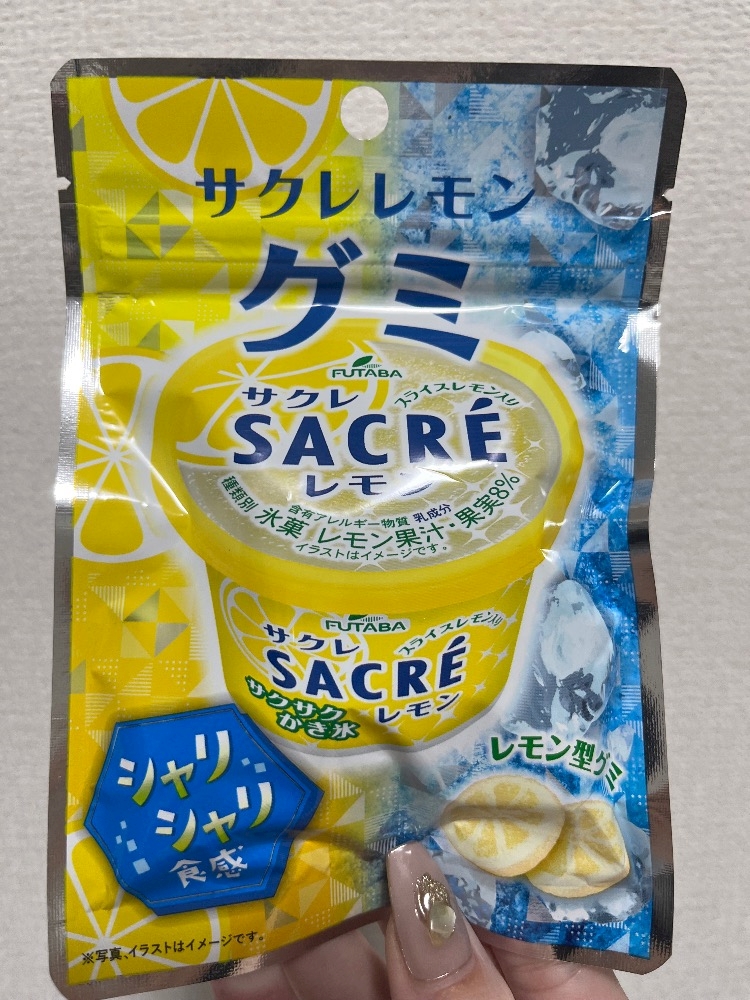 サクレレモン
グミ
FUTABA
サクレ
スライスレモン入り
SACRÉ
レモン
種類別 氷菓 レモン果汁・果実8%
含有アレルギー物質 乳成分
イラストはイメージです。
FUTABA
サクレ
スライスレモン入り
SACRÉ
レモン
サクサク
かき氷
レモン型グミ
シャリ
シャリ
食感
※写真、イラストはイメージです。